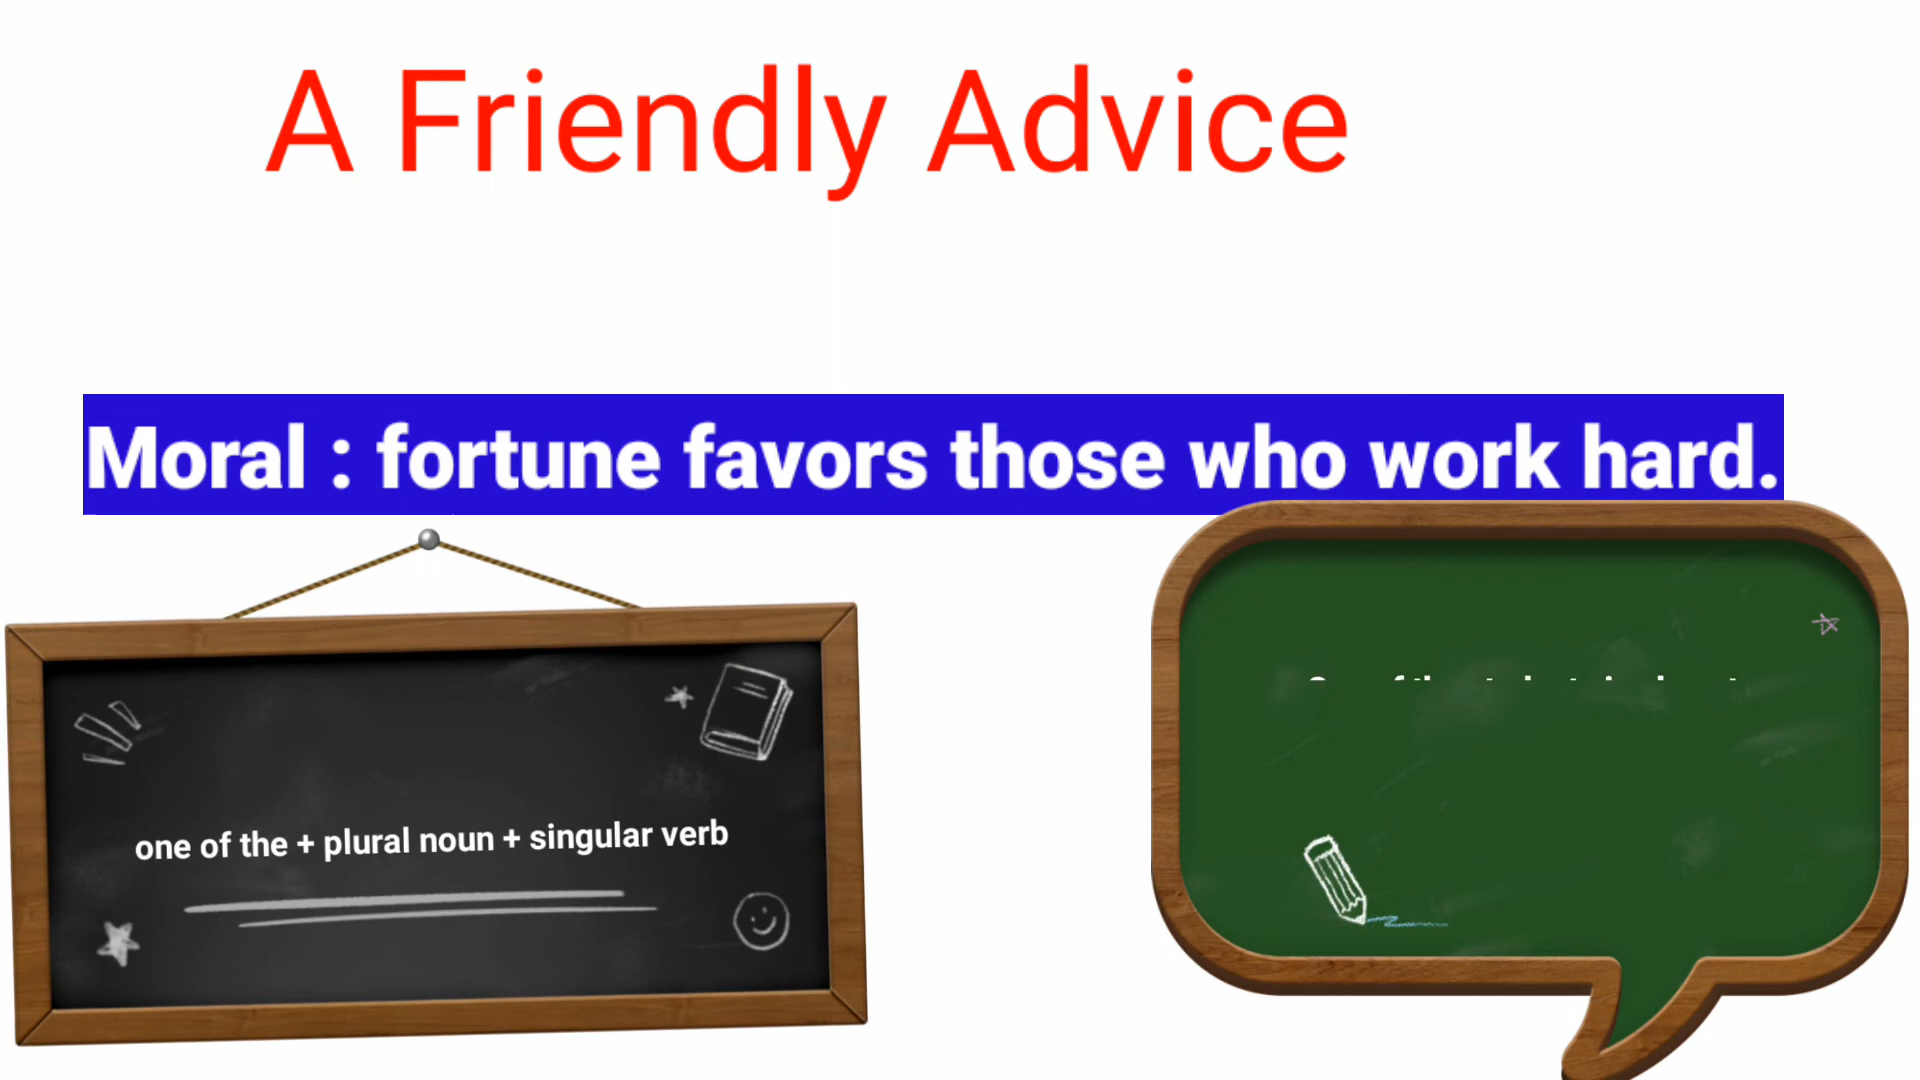 A Friendly Advice
Moral : fortune favors those who work hard.
one of the + plural noun + singular verb